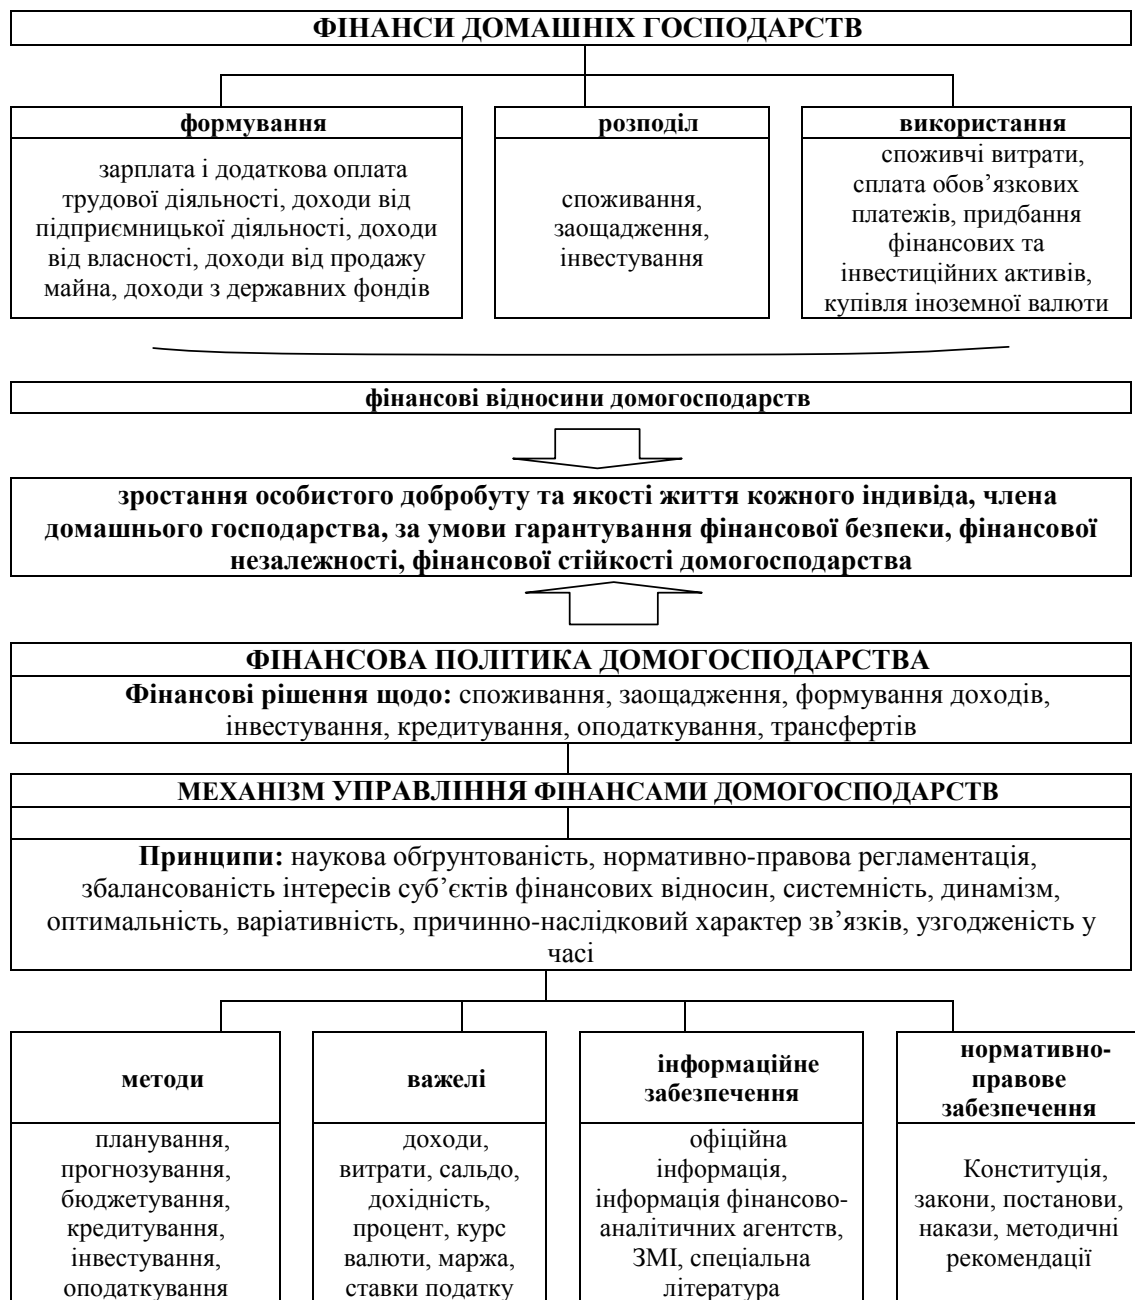 ФІНАНСИ ДОМАШНІХ ГОСПОДАРСТВ
формування
зарплата і додаткова оплата
трудової діяльності, доходи від
підприємницької діяльності, доходи
від власності, доходи від продажу
майна, доходи з державних фондів
розподіл
споживання,
заощадження,
інвестування
використання
споживчі витрати,
сплата обов’язкових
платежів, придбання
фінансових та
інвестиційних активів,
купівля іноземної валюти
фінансові відносини домогосподарств
зростання особистого добробуту та якості життя кожного індивіда, члена
домашнього господарства, за умови гарантування фінансової безпеки, фінансової
незалежності, фінансової стійкості домогосподарства
ФІНАНСОВА ПОЛІТИКА ДОМОГОСПОДАРСТВА
Фінансові рішення щодо: споживання, заощадження, формування доходів,
інвестування, кредитування, оподаткування, трансфертів
МЕХАНІЗМ УПРАВЛІННЯ ФІНАНСАМИ ДОМОГОСПОДАРСТВ
Принципи: наукова обґрунтованість, нормативно-правова регламентація,
збалансованість інтересів суб’єктів фінансових відносин, системність, динамізм,
оптимальність, варіативність, причинно-наслідковий характер зв’язків, узгодженість у
часі
методи
планування,
прогнозування,
бюджетування,
кредитування,
інвестування,
оподаткування
важелі
доходи,
витрати, сальдо,
дохідність,
процент, курс
валюти, маржа,
ставки податку
інформаційне
забезпечення
офіційна
інформація,
інформація фінансово-
аналітичних агентств,
ЗМІ, спеціальна
література
нормативно-
правове
забезпечення
Конституція,
закони, постанови,
накази, методичні
рекомендації